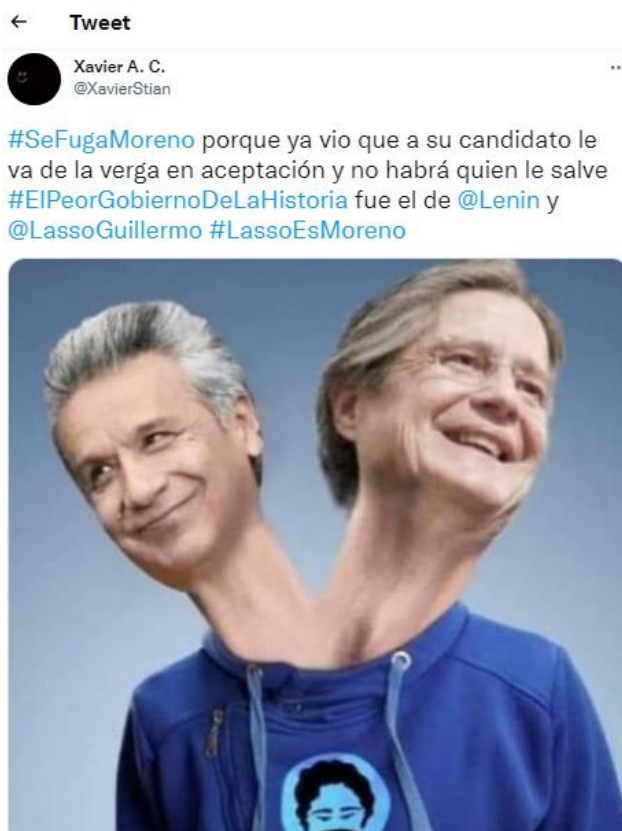 Tweet
Xavier A. C.
@XavierStian
#SeFugaMoreno porque ya vio que a su candidato le
va de la verga en aceptación y no habrá quien le salve
#ElPeorGobiernoDeLaHistoria fue el de @Lenin y
@LassoGuillermo #LassoEsMoreno